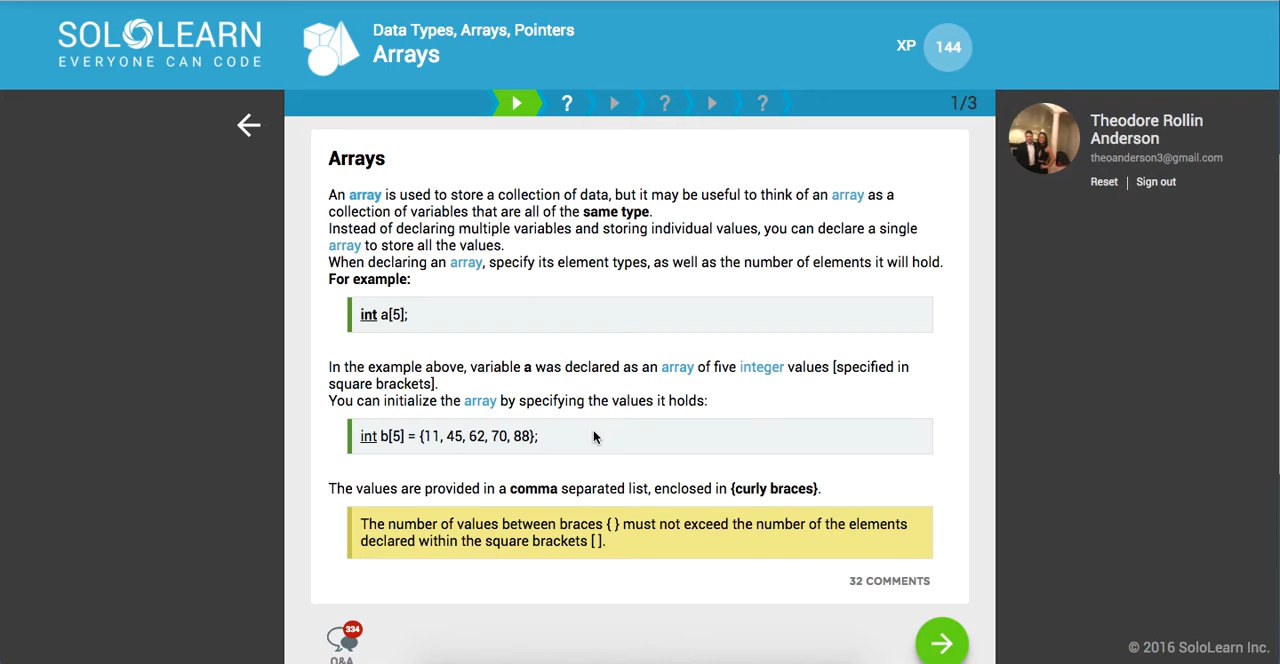 SOLOLEARN
EVERYONE CAN CODE
Data Types, Arrays, Pointers
Arrays
XP 144
? ? ? 1/3
Theodore Rollin
Anderson
theoanderson3@gmail.com
Reset | Sign out
Arrays
An array is used to store a collection of data, but it may be useful to think of an array as a
collection of variables that are all of the same type.
Instead of declaring multiple variables and storing individual values, you can declare a single
array to store all the values.
When declaring an array, specify its element types, as well as the number of elements it will hold.
For example:
int a[5];
In the example above, variable a was declared as an array of five integer values [specified in
square brackets].
You can initialize the array by specifying the values it holds:
int b[5] = {11, 45, 62, 70, 88};
The values are provided in a comma separated list, enclosed in {curly braces}.
The number of values between braces { } must not exceed the number of the elements
declared within the square brackets [ ].
32 COMMENTS
334
Q&A
© 2016 SoloLearn Inc.